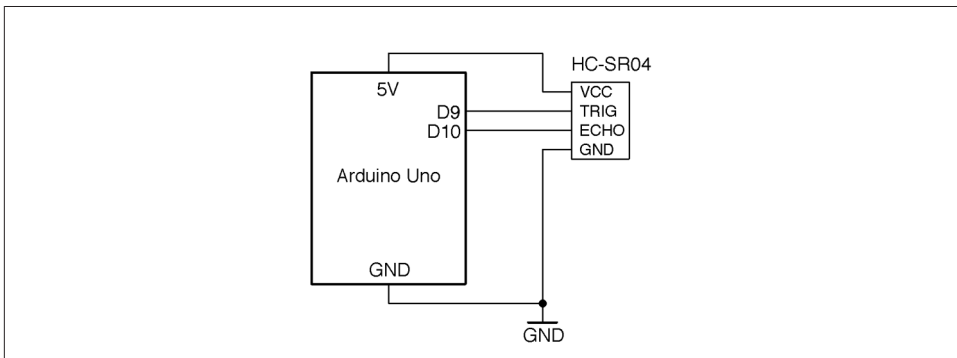 HC-SR04
5V
VCC
D9
TRIG
D10
ECHO
GND
Arduino Uno
GND
GND